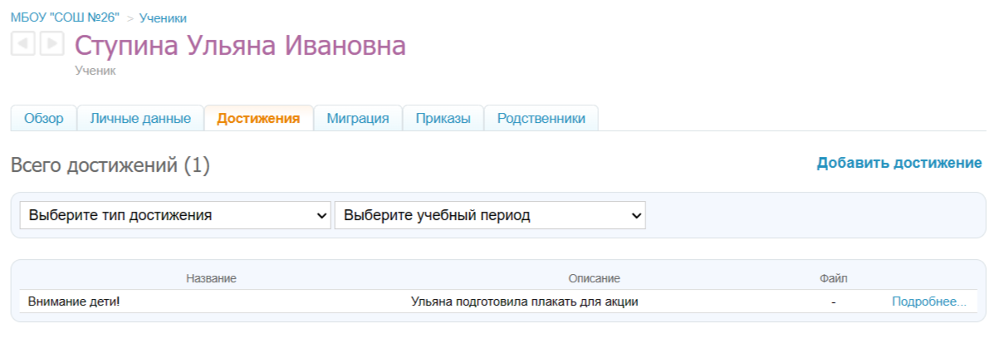 МБОУ "СОШ №26" > Ученики
Ступина Ульяна Ивановна
Ученик
Обзор Личные данные Достижения Миграция Приказы Родственники
Всего достижений (1) Добавить достижение
Выберите тип достижения Выберите учебный период
Название Описание Файл
Внимание дети! Ульяна подготовила плакать для акции - Подробнее...